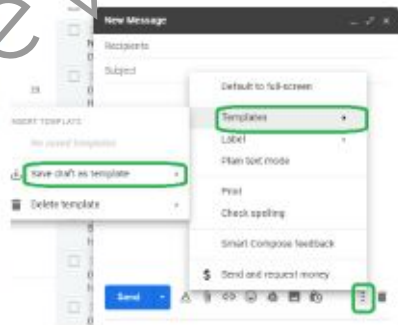 New Message
Recipients
Subject
Default to full-screen
Templates
Label
Plain text mode
Print
Check spelling
Smart Compose feedback
$ Send and request money
INSERT TEMPLATE
No saved templates
Save draft as template
Delete template
Send